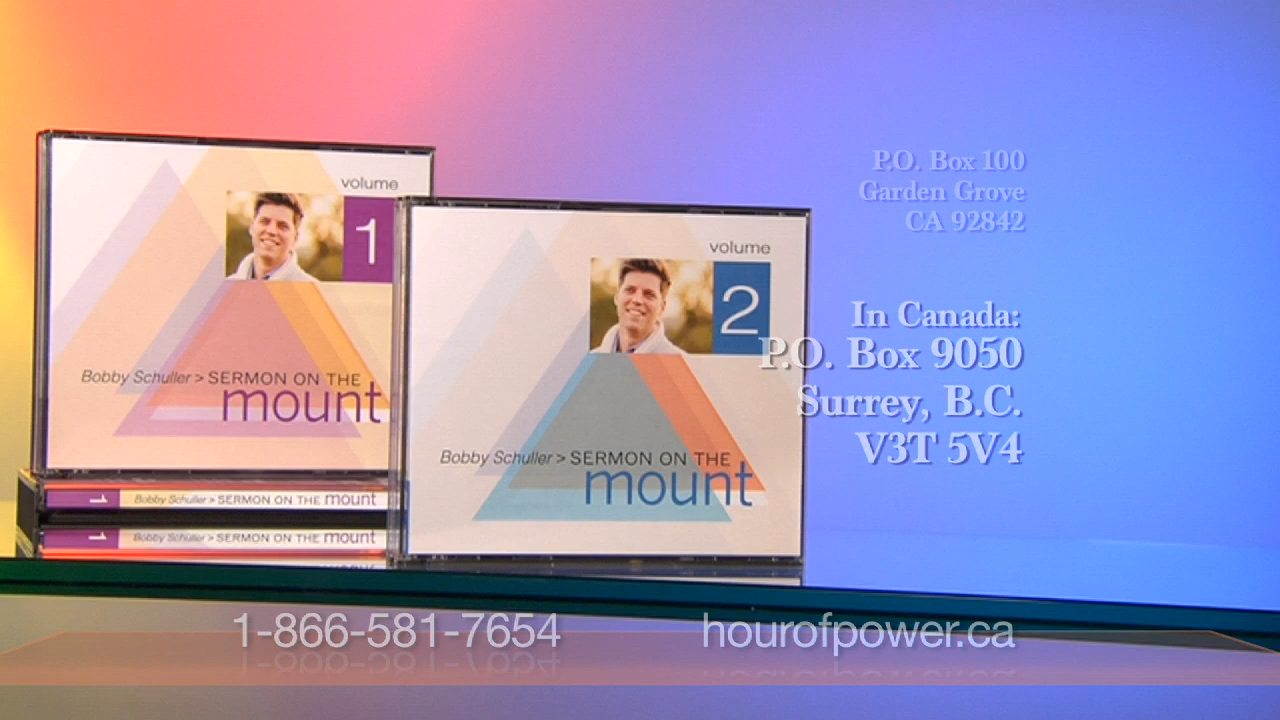 volume
1
Bobby Schuller > SERMON ON THE
mount
1 Bobby Schuller > SERMON ON THE mount
1 Bobby Schuller > SERMON ON THE mount
volume
2
Bobby Schuller > SERMON ON THE
mount
P.O. Box 100
Garden Grove
CA 92842
In Canada:
P.O. Box 9050
Surrey, B.C.
V3T 5V4
1-866-581-7654 hourofpower.ca